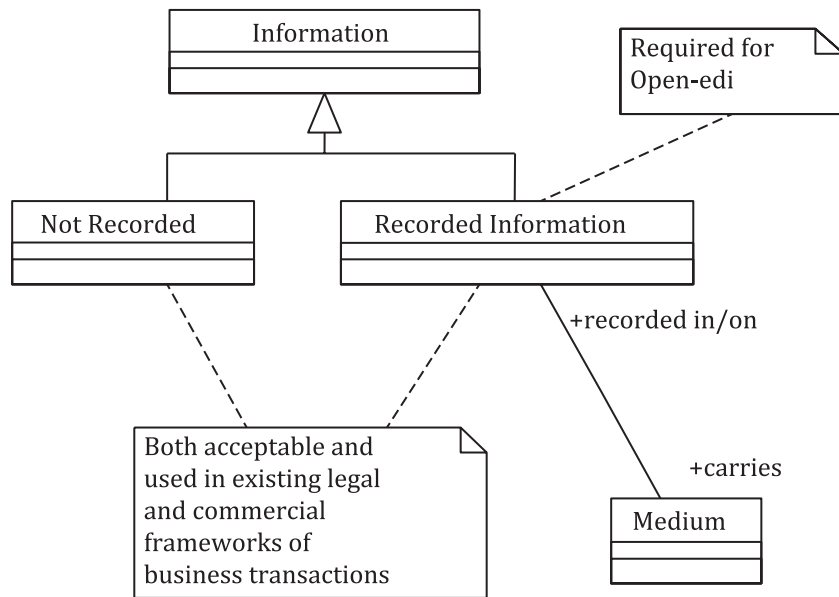 Information
Required for
Open-edi
Not Recorded
Recorded Information
+recorded in/on
Both acceptable and
used in existing legal
and commercial
frameworks of
business transactions
+carries
Medium